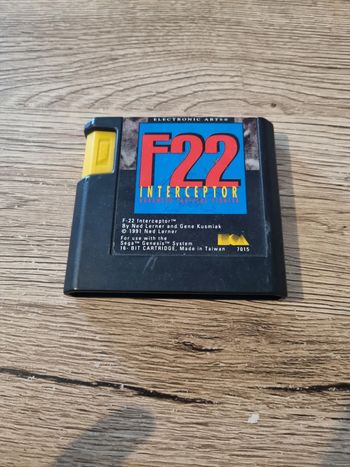 ELECTRONIC ARTS®
F22
INTERCEPTOR
ADVANCED TACTICAL FIGHTER
F-22 Interceptor™
By Ned Lerner and Gene Kusmiak
© 1991 Ned Lerner
For use with the
Sega™ Genesis™ System
16- BIT CARTRIDGE, Made in Taiwan 7015